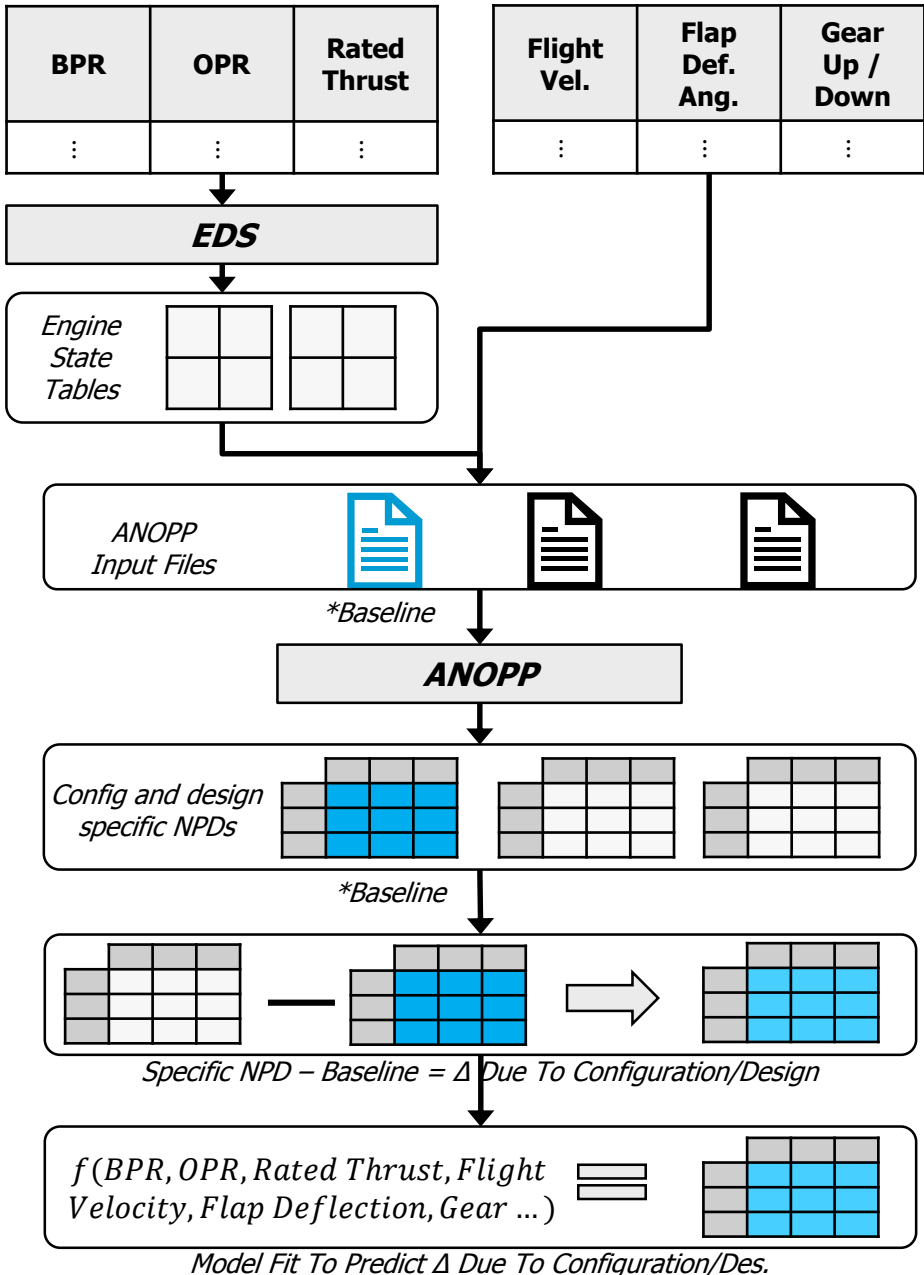 BPR
OPR
Rated
Thrust
Flight
Vel.
Flap
Def.
Ang.
Gear
Up /
Down
⋮
⋮
⋮
⋮
⋮
⋮
EDS
Engine
State
Tables
ANOPP
Input Files
*Baseline
ANOPP
Config and design
specific NPDs
*Baseline
Specific NPD – Baseline = Δ Due To Configuration/Design
f(BPR, OPR, Rated Thrust, Flight
Velocity, Flap Deflection, Gear … )
Model Fit To Predict Δ Due To Configuration/Des.